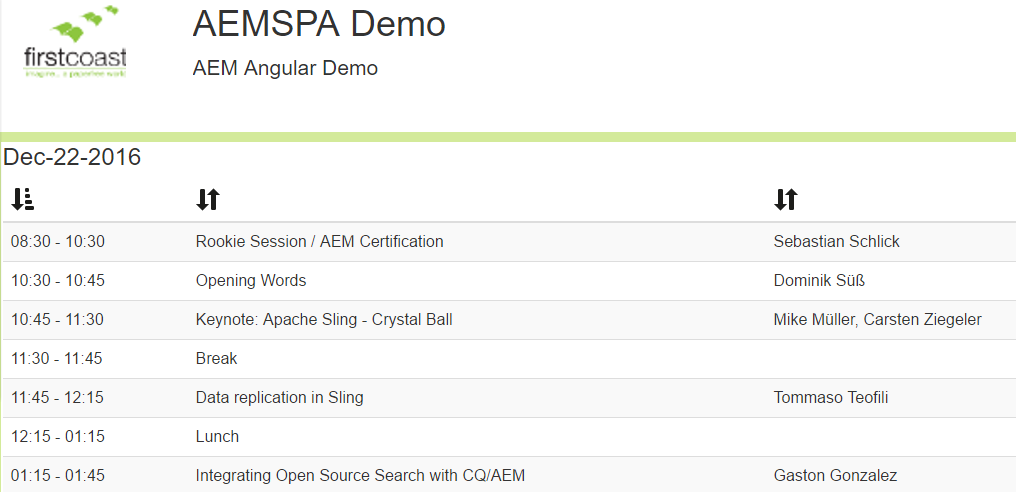 AEMSPA Demo
firstcoast
imagine... a paperless world
AEM Angular Demo
Dec-22-2016
08:30 - 10:30 Rookie Session / AEM Certification Sebastian Schlick
10:30 - 10:45 Opening Words Dominik Süß
10:45 - 11:30 Keynote: Apache Sling - Crystal Ball Mike Müller, Carsten Ziegeler
11:30 - 11:45 Break
11:45 - 12:15 Data replication in Sling Tommaso Teofili
12:15 - 01:15 Lunch
01:15 - 01:45 Integrating Open Source Search with CQ/AEM Gaston Gonzalez